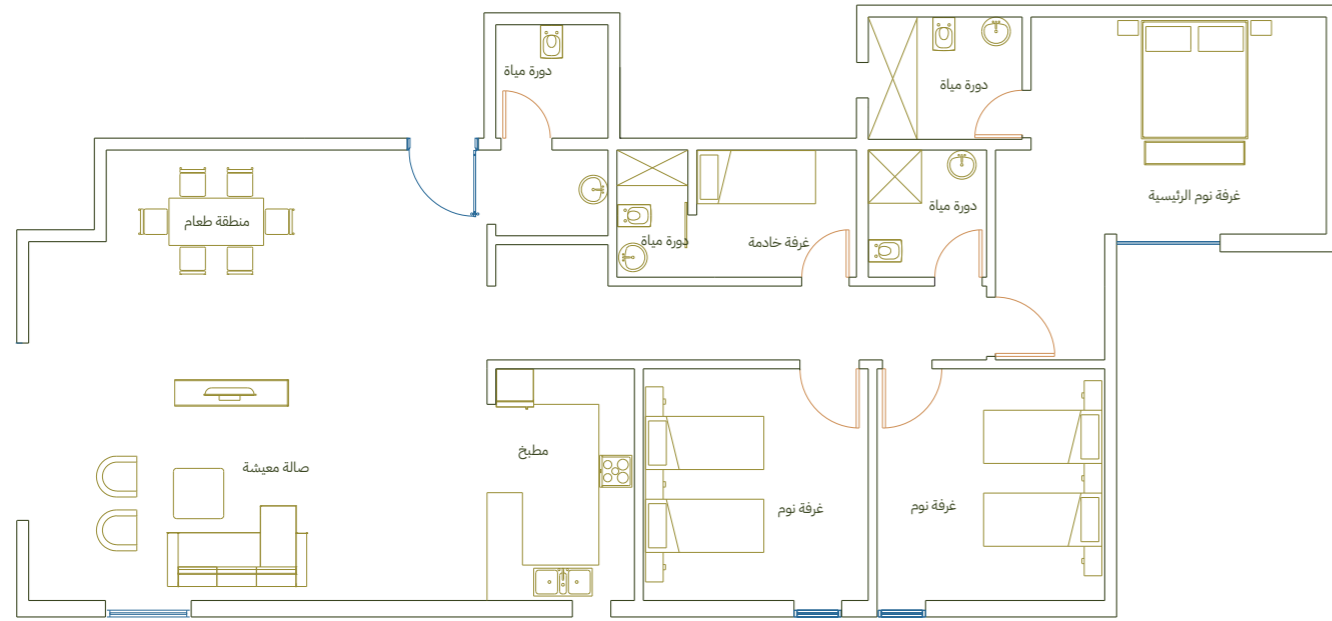 دورة مياة
دورة مياة
غرفة نوم الرئيسية
منطقة طعام
دورة مياة
غرفة خادمة
دورة مياة
صالة معيشة
مطبخ
غرفة نوم
غرفة نوم